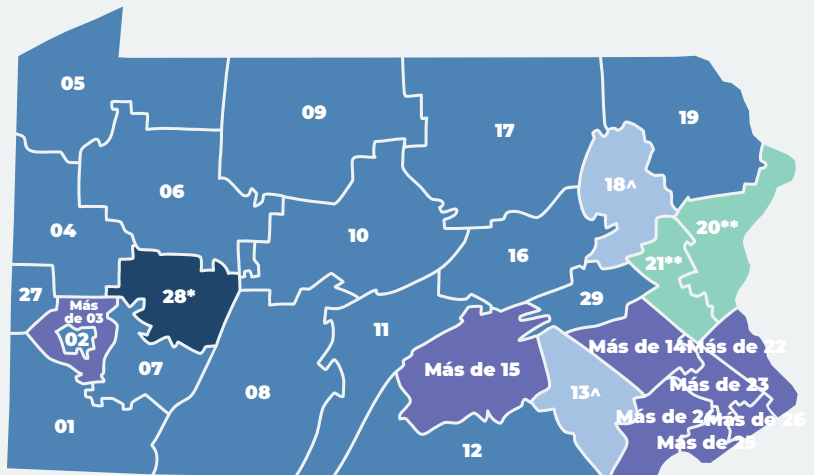 05
09
17
19
06
18^
04
10
20**
16
21**
27
28*
29
Más
de 03
02
11
Más de 14
Más de 22
07
Más de 15
Más de 23
08
13^
Más de 24
Más de 26
01
Más de 25
12